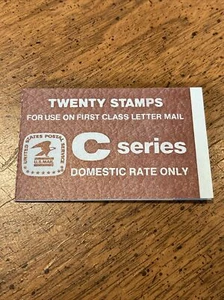 TWENTY STAMPS
FOR USE ON FIRST CLASS LETTER MAIL
UNITED STATES POSTAL SERVICE
U.S. MAIL
C series
DOMESTIC RATE ONLY